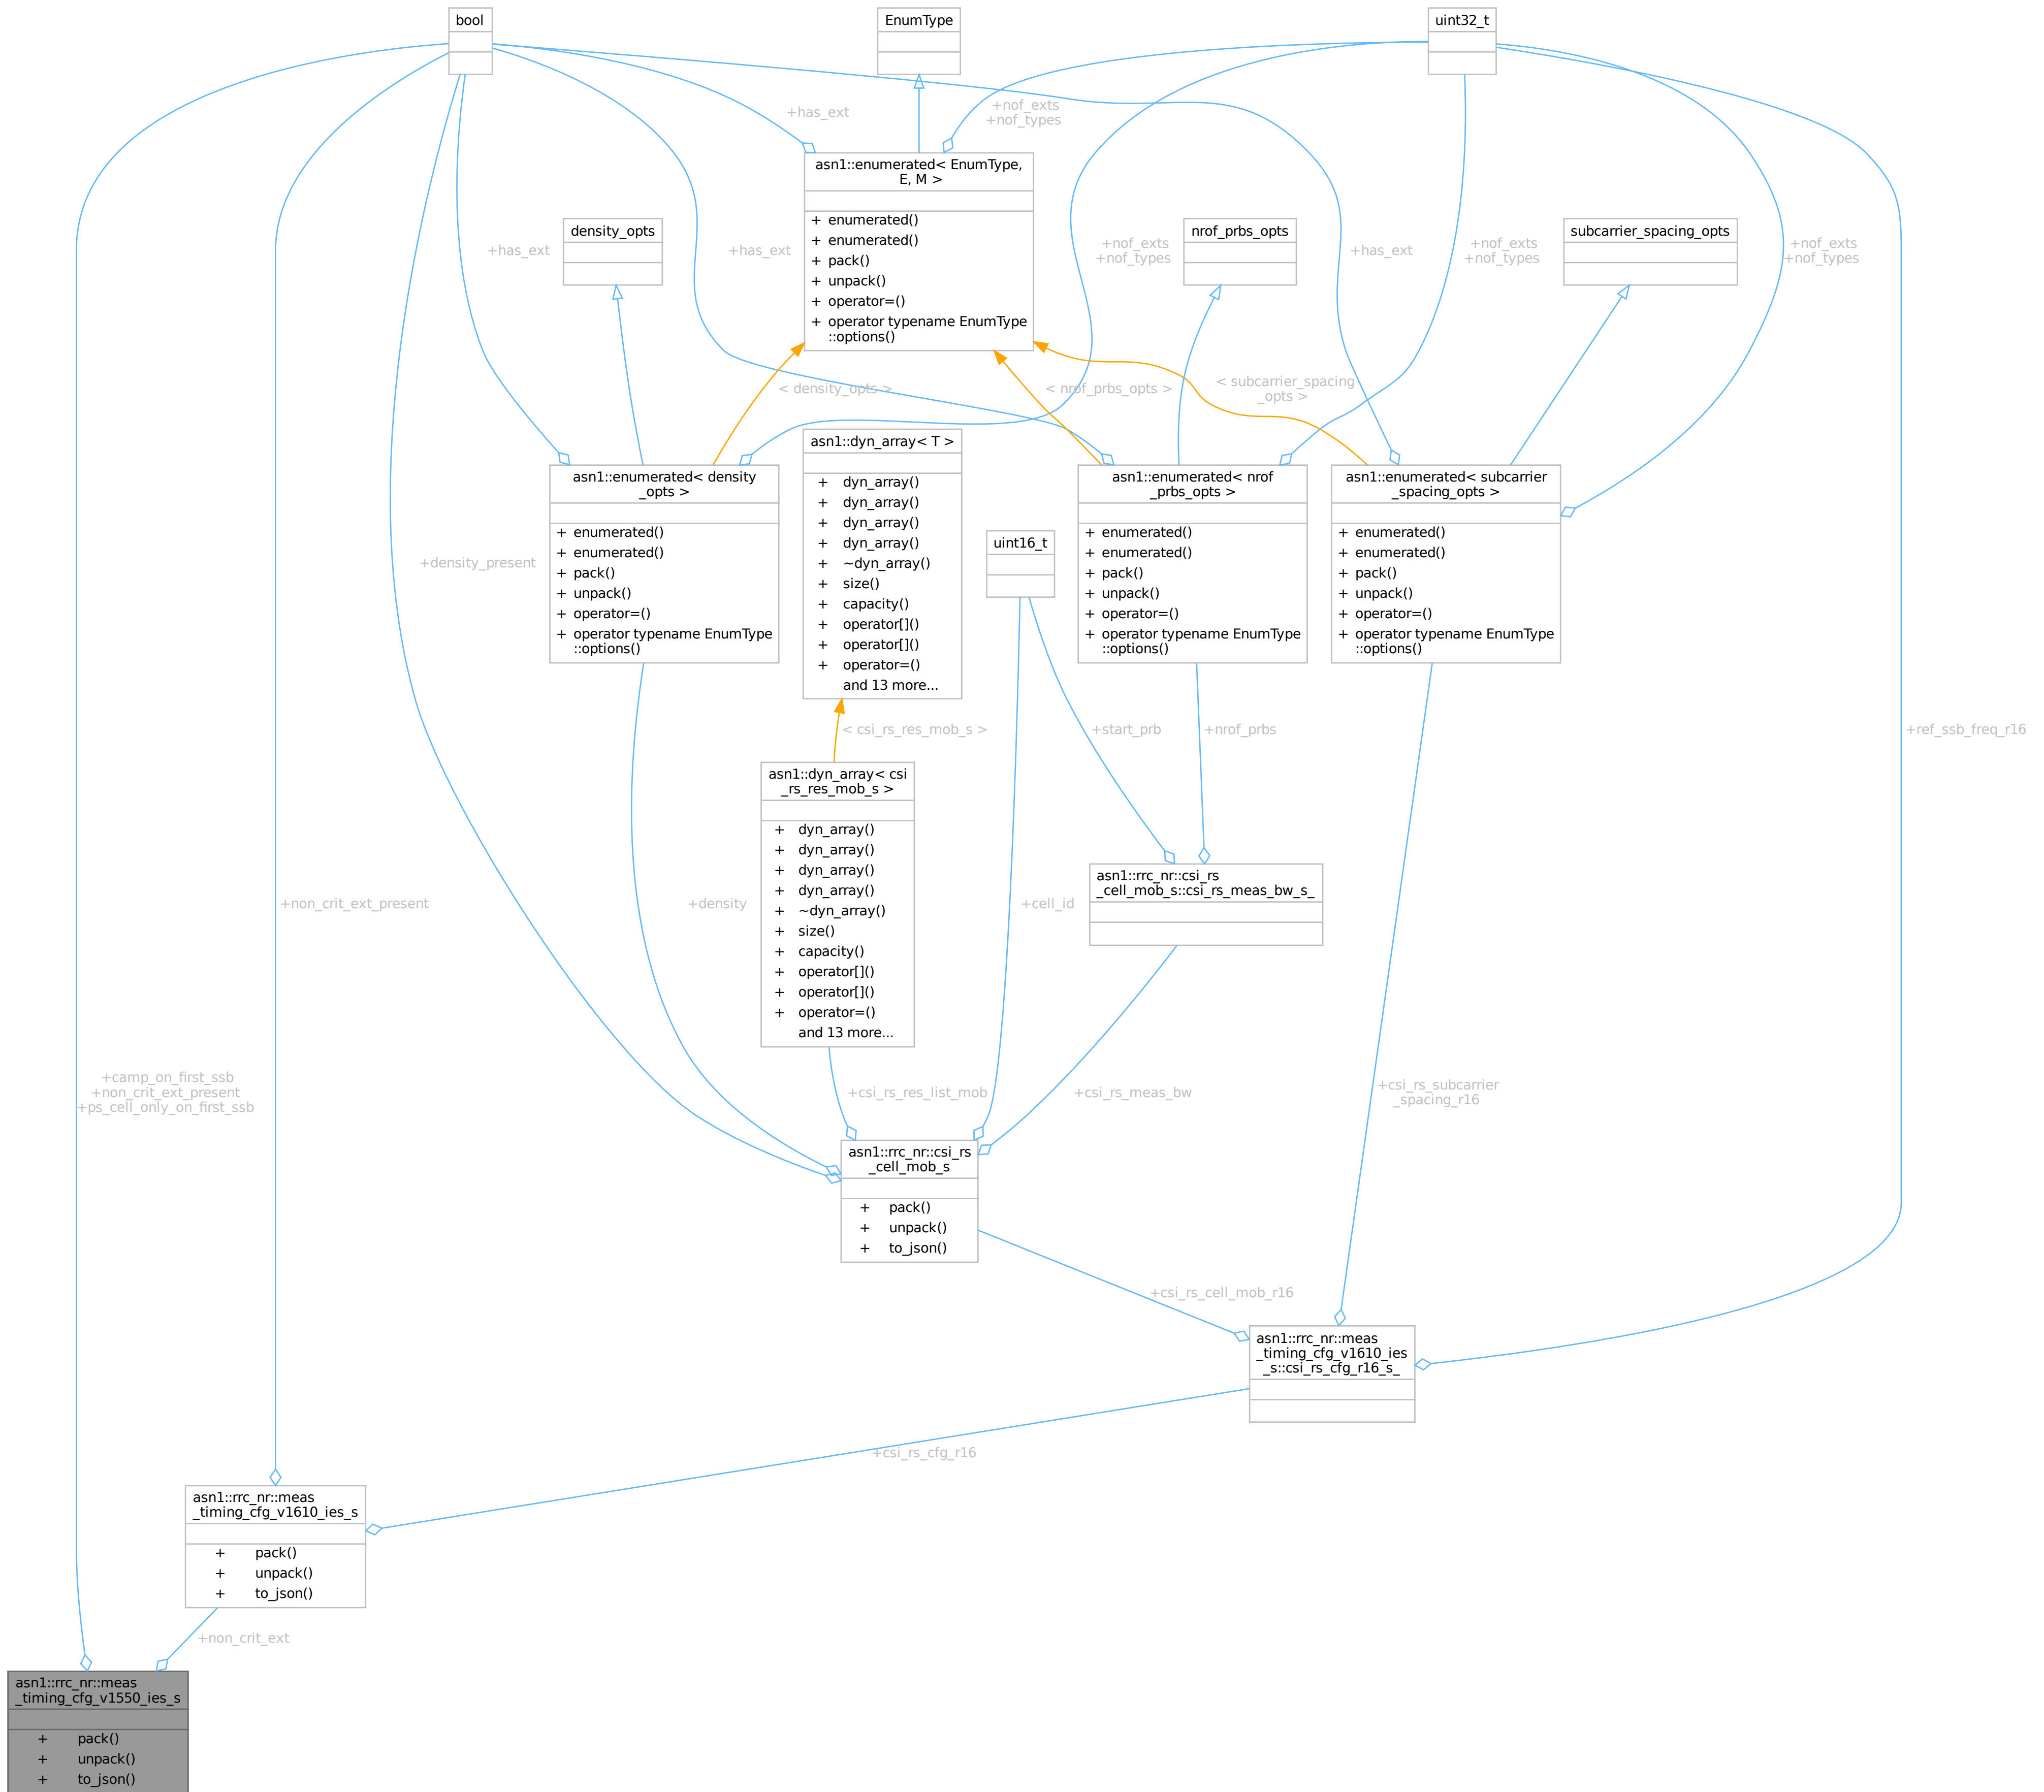 bool
EnumType
uint32_t
+has_ext
+nof_exts
+nof_types
asn1::enumerated< EnumType,
E, M >
+ enumerated()
+ enumerated()
+ pack()
+ unpack()
+ operator=()
+ operator typename EnumType
::options()
density_opts
nrof_prbs_opts
subcarrier_spacing_opts
+has_ext
+has_ext
+nof_exts
+nof_types
+has_ext
+nof_exts
+nof_types
+nof_exts
+nof_types
< density_opts >
< nrof_prbs_opts >
< subcarrier_spacing
_opts >
asn1::dyn_array< T >
+ dyn_array()
+ dyn_array()
+ dyn_array()
+ dyn_array()
+ ~dyn_array()
+ size()
+ capacity()
+ operator[]()
+ operator[]()
+ operator=()
and 13 more...
asn1::enumerated< density
_opts >
+ enumerated()
+ enumerated()
+ pack()
+ unpack()
+ operator=()
+ operator typename EnumType
::options()
asn1::enumerated< nrof
_prbs_opts >
+ enumerated()
+ enumerated()
+ pack()
+ unpack()
+ operator=()
+ operator typename EnumType
::options()
asn1::enumerated< subcarrier
_spacing_opts >
+ enumerated()
+ enumerated()
+ pack()
+ unpack()
+ operator=()
+ operator typename EnumType
::options()
uint16_t
+density_present
< csi_rs_res_mob_s >
+start_prb
+nrof_prbs
+ref_ssb_freq_r16
asn1::dyn_array< csi
_rs_res_mob_s >
+ dyn_array()
+ dyn_array()
+ dyn_array()
+ dyn_array()
+ ~dyn_array()
+ size()
+ capacity()
+ operator[]()
+ operator[]()
+ operator=()
and 13 more...
asn1::rrc_nr::csi_rs
_cell_mob_s::csi_rs_meas_bw_s_
+non_crit_ext_present
+density
+cell_id
+camp_on_first_ssb
+non_crit_ext_present
+ps_cell_only_on_first_ssb
+csi_rs_res_list_mob
+csi_rs_meas_bw
+csi_rs_subcarrier
_spacing_r16
asn1::rrc_nr::csi_rs
_cell_mob_s
+ pack()
+ unpack()
+ to_json()
+csi_rs_cell_mob_r16
asn1::rrc_nr::meas
_timing_cfg_v1610_ies
_s::csi_rs_cfg_r16_s_
+csi_rs_cfg_r16
asn1::rrc_nr::meas
_timing_cfg_v1610_ies_s
+ pack()
+ unpack()
+ to_json()
+non_crit_ext
asn1::rrc_nr::meas
_timing_cfg_v1550_ies_s
+ pack()
+ unpack()
+ to_json()